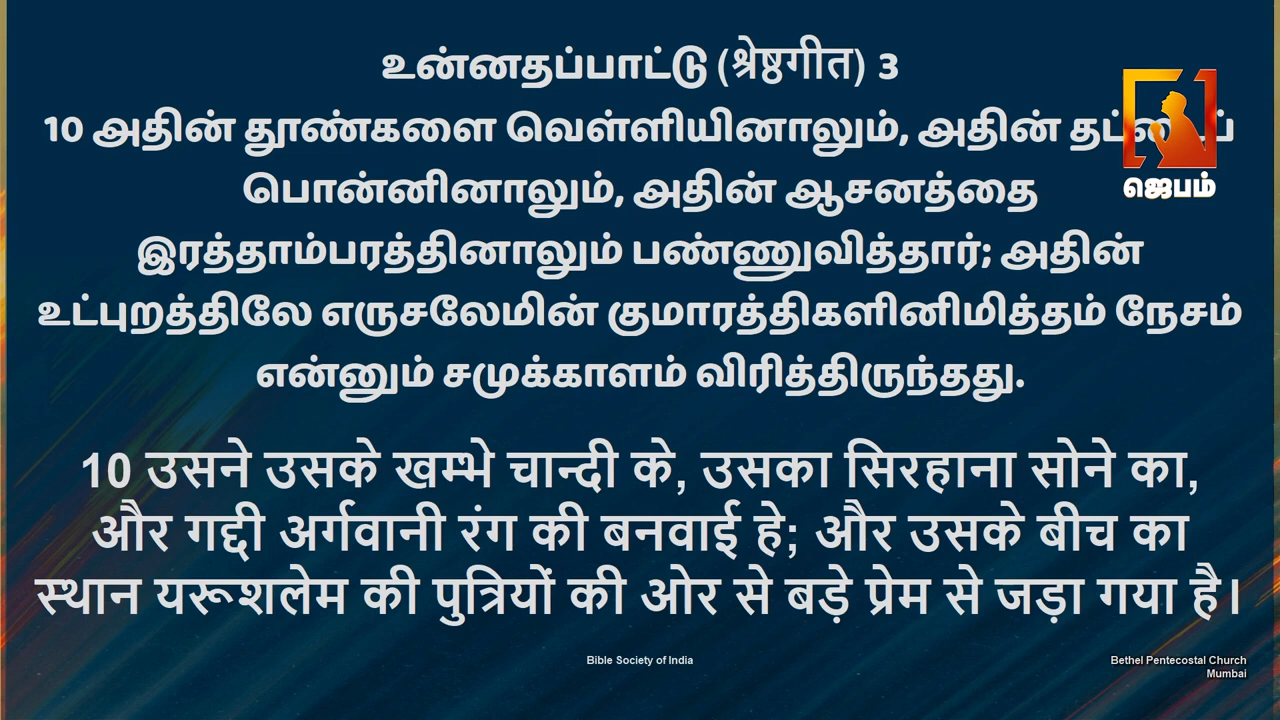 உன்னதப்பாட்டு (श्रेष्ठगीत) 3
10 அதின் தூண்களை வெள்ளியினாலும், அதின்
பொன்னினாலும், அதின் ஆசனத்தை
ஜெபம்
இரத்தாம்பரத்தினாலும் பண்ணுவித்தார்; அதின்
உட்புறத்திலே எருசலேமின் குமாரத்திகளினிமித்தம் நேசம்
என்னும் சமுக்காளம் விரித்திருந்தது.
10 उसने उसके खम्भे चान्दी के, उसका सिरहाना सोने का,
और गद्दी अर्गवानी रंग की बनवाई हे; और उसके बीच का
स्थान यरूशलेम की पुत्रियों की ओर से बड़े प्रेम से जड़ा गया है।
Bible Society of India
Bethel Pentecostal Church
Mumbai